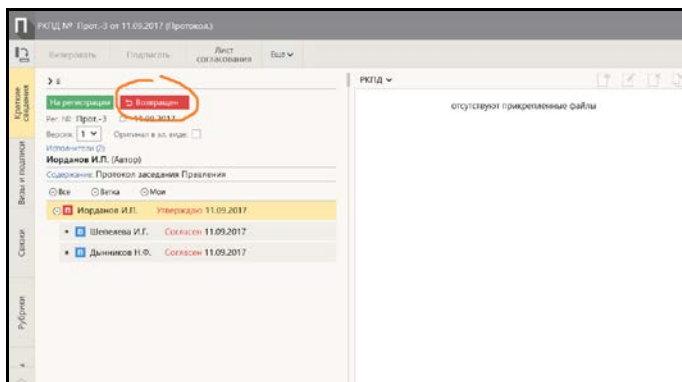 П РКПД № Прот.-3 от 11.09.2017 (Протокол)
Визировать Подписать Лист согласования Ещё
Краткие сведения
Визы и подписи
Связки
Рубрики
На регистрации Возвращен
Рег. №: Прот.-3 11.09.2017
Версия: 1 Оригинал в эл. виде:
Исполнители (2)
Иорданов И.П. (Автор)
Содержание: Протокол заседания Правления
Все Ветка Мои
П Иорданов И.П. Утверждаю 11.09.2017
Шепелева И.Г. Согласен 11.09.2017
Дынников Н.Ф. Согласен 11.09.2017
РКПД
отсутствуют прикрепленные файлы